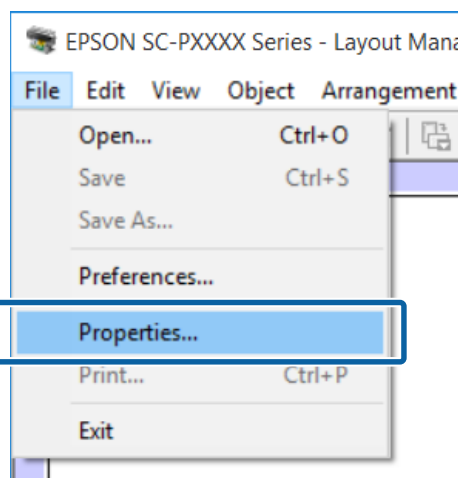 EPSON SC-PXXXX Series - Layout Mana
File Edit View Object Arrangement
Open... Ctrl+O
Save Ctrl+S
Save As...
Preferences...
Properties...
Print... Ctrl+P
Exit